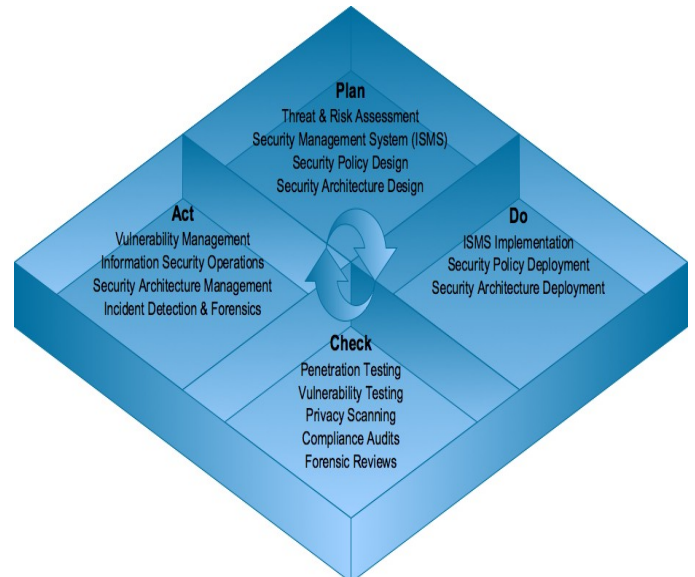 Plan
Threat & Risk Assessment
Security Management System (ISMS)
Security Policy Design
Security Architecture Design
Act
Vulnerability Management
Information Security Operations
Security Architecture Management
Incident Detection & Forensics
Do
ISMS Implementation
Security Policy Deployment
Security Architecture Deployment
Check
Penetration Testing
Vulnerability Testing
Privacy Scanning
Compliance Audits
Forensic Reviews